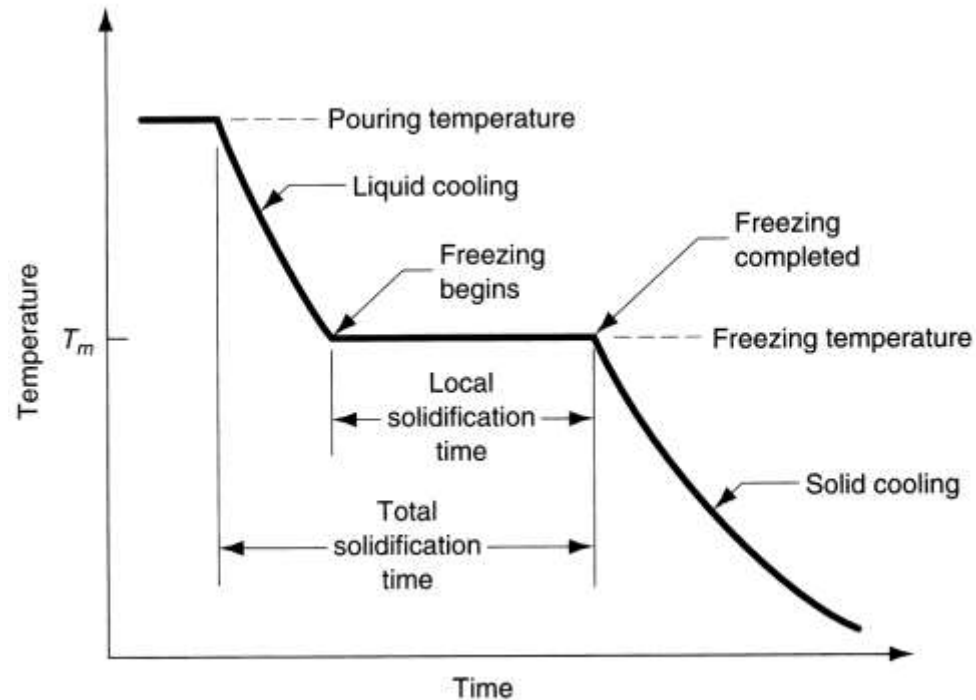 Pouring temperature
Liquid cooling
Freezing
begins
Freezing
completed
Temperature
Tm
Freezing temperature
Local
solidification
time
Solid cooling
Total
solidification
time
Time